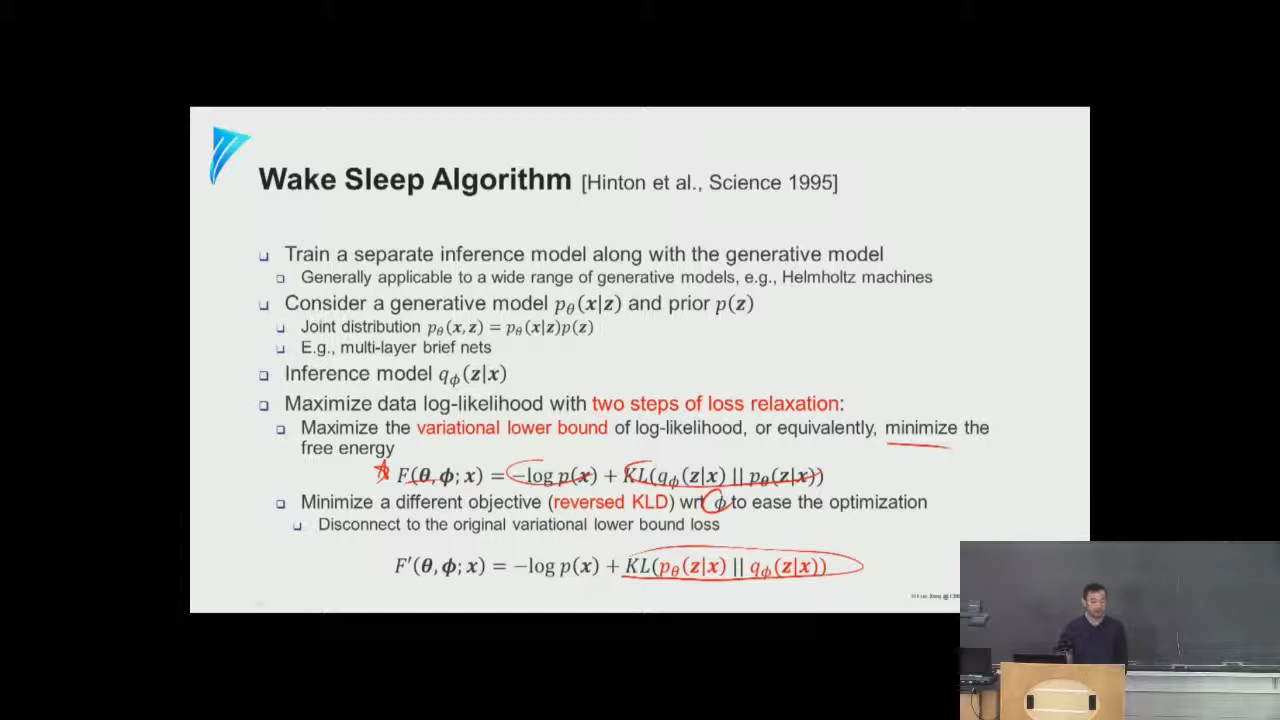 Wake Sleep Algorithm [Hinton et al., Science 1995]
❑ Train a separate inference model along with the generative model
❑ Generally applicable to a wide range of generative models, e.g., Helmholtz machines
❑ Consider a generative model pθ(x|z) and prior p(z)
❑ Joint distribution pθ(x, z) = pθ(x|z)p(z)
❑ E.g., multi-layer brief nets
❑ Inference model qϕ(z|x)
❑ Maximize data log-likelihood with two steps of loss relaxation:
❑ Maximize the variational lower bound of log-likelihood, or equivalently, minimize the
free energy
F(θ, ϕ; x) = −log p(x) + KL(qϕ(z|x) || pθ(z|x))
❑ Minimize a different objective (reversed KLD) wrt ϕ to ease the optimization
❑ Disconnect to the original variational lower bound loss
F′(θ, ϕ; x) = −log p(x) + KL(pθ(z|x) || qϕ(z|x))